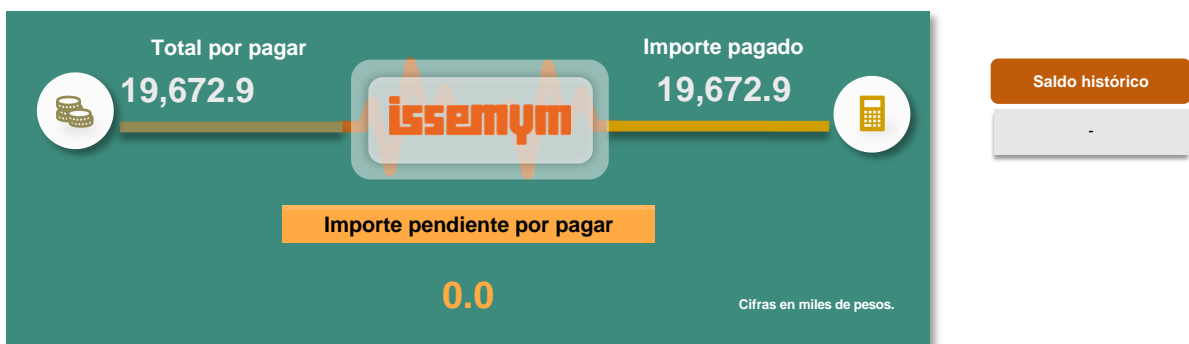 Total por pagar
19,672.9
issemym
Importe pagado
19,672.9
Importe pendiente por pagar
0.0
Cifras en miles de pesos.
Saldo histórico
-